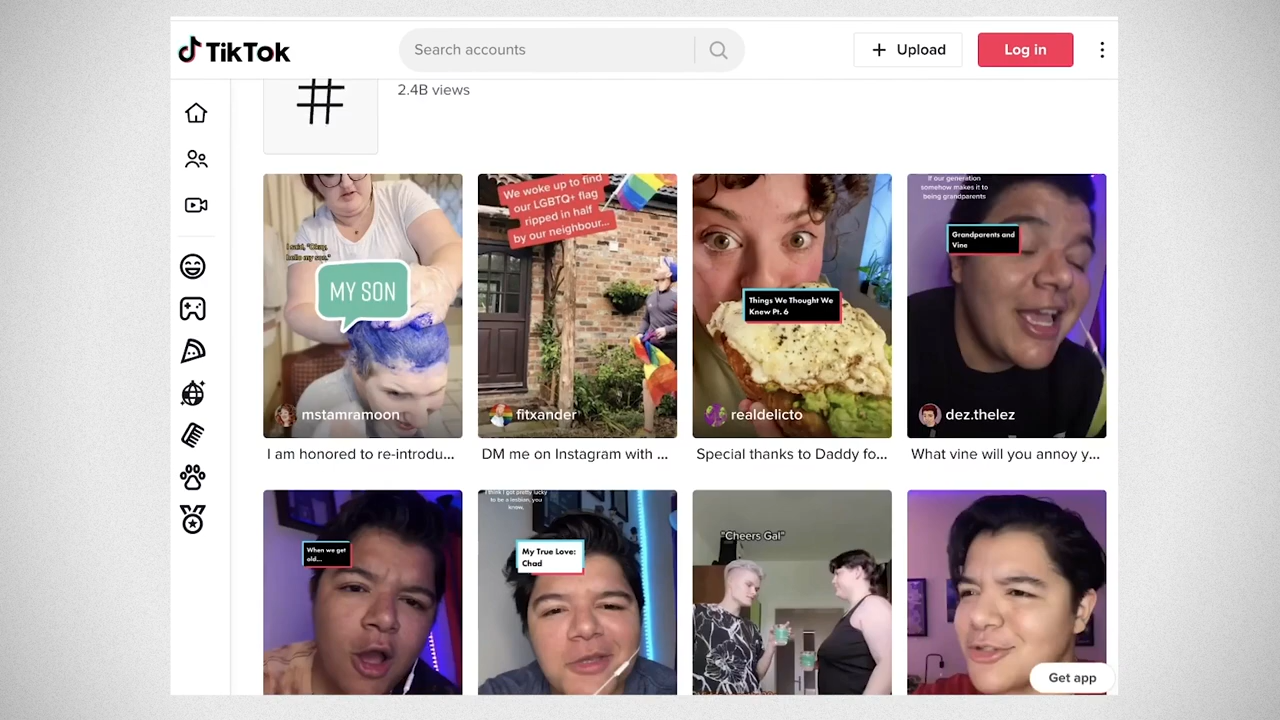 TikTok
Search accounts
Upload
Log in
#
2.4B views
I said, "Okay,
hello my son."
MY SON
mstamramoon
We woke up to find
our LGBTQ+ flag
ripped in half
by our neighbour...
fitxander
Things We Thought We
Knew Pt. 6
realdelicto
If our generation
somehow makes it to
being grandparents
Grandparents and
Vine
dez.thelez
I am honored to re-introdu...
DM me on Instagram with ...
Special thanks to Daddy fo...
What vine will you annoy y...
When we get
old...
I think I got pretty lucky
to be a lesbian, you
know,
My True Love:
Chad
"Cheers Gal"
Get app